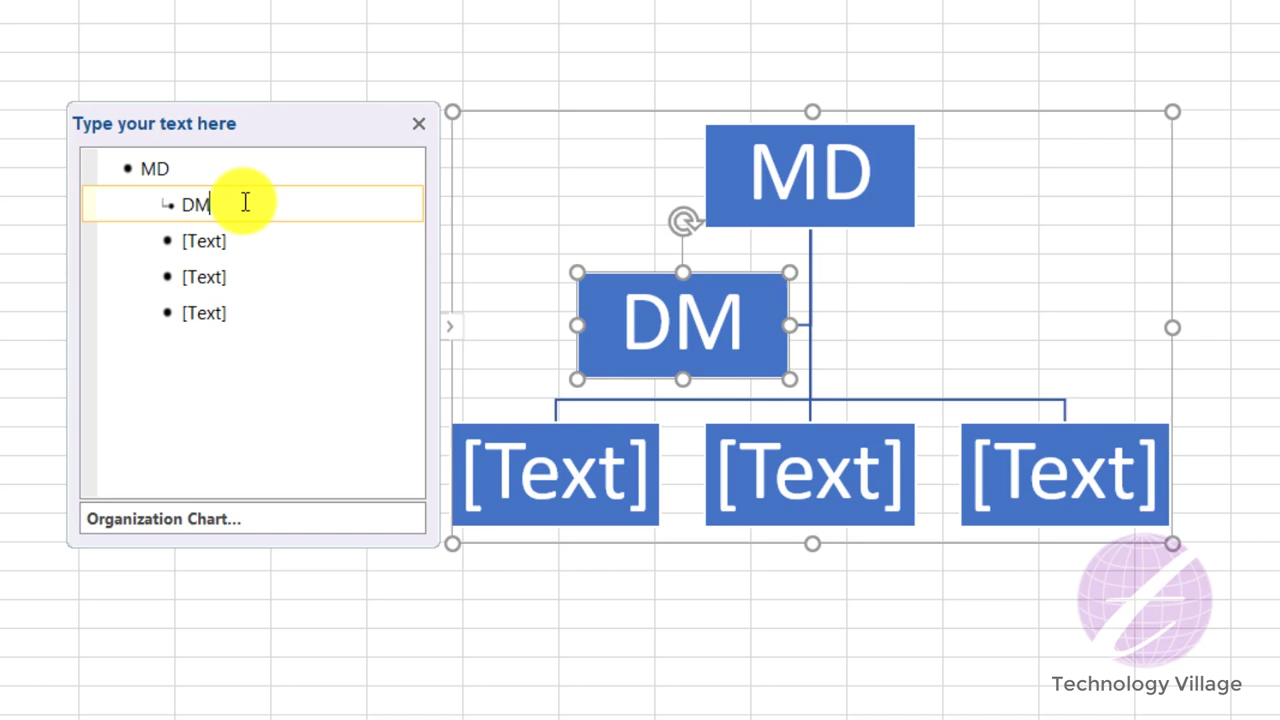 Type your text here
MD
DM
[Text]
[Text]
[Text]
Organization Chart...
MD
DM
[Text] [Text] [Text]
Technology Village